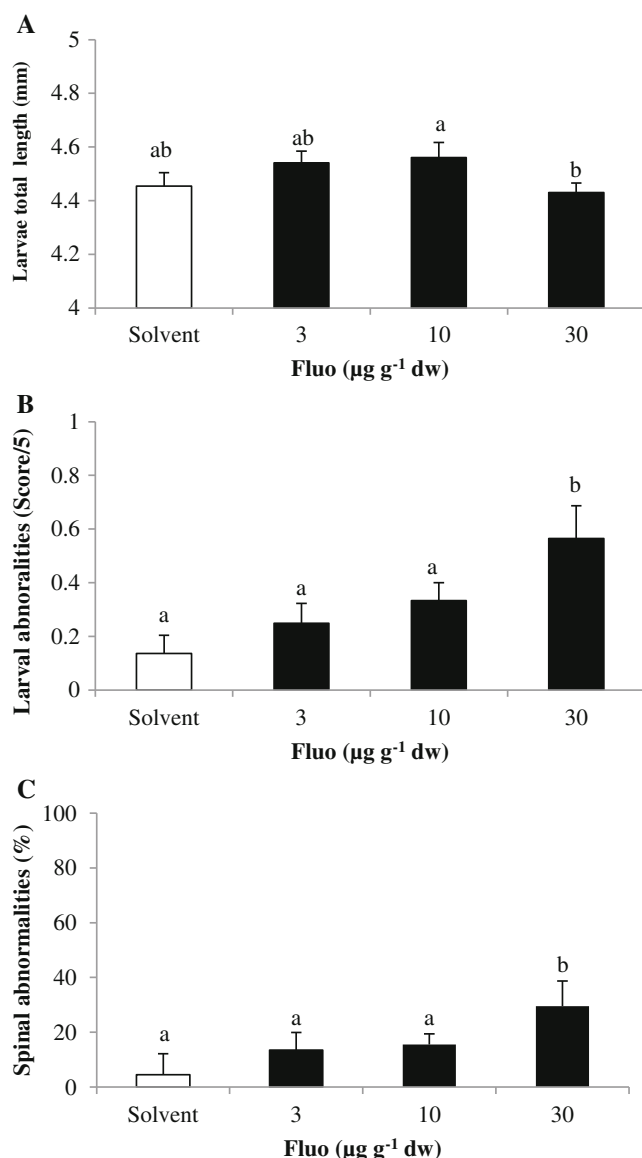 A
Larvae total length (mm)
5
4.8
4.6
4.4
4.2
4
ab
ab
a
b
Solvent 3 10 30
Fluo (µg g-1 dw)
B
Larval abnoralities (Score/5)
1
0.8
0.6
0.4
0.2
0
a
a
a
b
Solvent 3 10 30
Fluo (µg g-1 dw)
C
Spinal abnormalities (%)
100
80
60
40
20
0
a
a
a
b
Solvent 3 10 30
Fluo (µg g-1 dw)